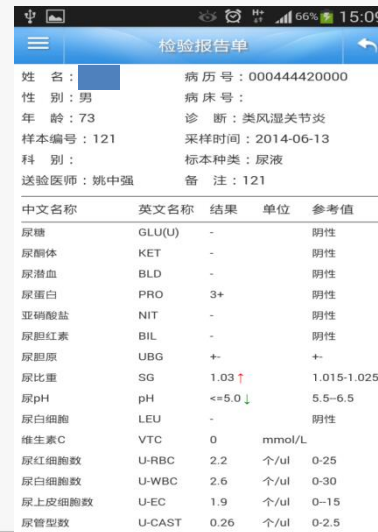 66% 15:09
检验报告单
姓 名： 病 历 号：000444420000
性 别：男 病 床 号：
年 龄：73 诊 断：类风湿关节炎
样本编号：121 采样时间：2014-06-13
科 别： 标本种类：尿液
送验医师：姚中强 备 注：121
中文名称 英文名称 结果 单位 参考值
尿糖 GLU(U) - 阴性
尿酮体 KET - 阴性
尿潜血 BLD - 阴性
尿蛋白 PRO 3+ 阴性
亚硝酸盐 NIT - 阴性
尿胆红素 BIL - 阴性
尿胆原 UBG +- +-
尿比重 SG 1.03↑ 1.015-1.025
尿pH pH <=5.0↓ 5.5--6.5
尿白细胞 LEU - 阴性
维生素C VTC 0 mmol/L
尿红细胞数 U-RBC 2.2 个/ul 0-25
尿白细胞数 U-WBC 2.6 个/ul 0-30
尿上皮细胞数 U-EC 1.9 个/ul 0--15
尿管型数 U-CAST 0.26 个/ul 0-2.5